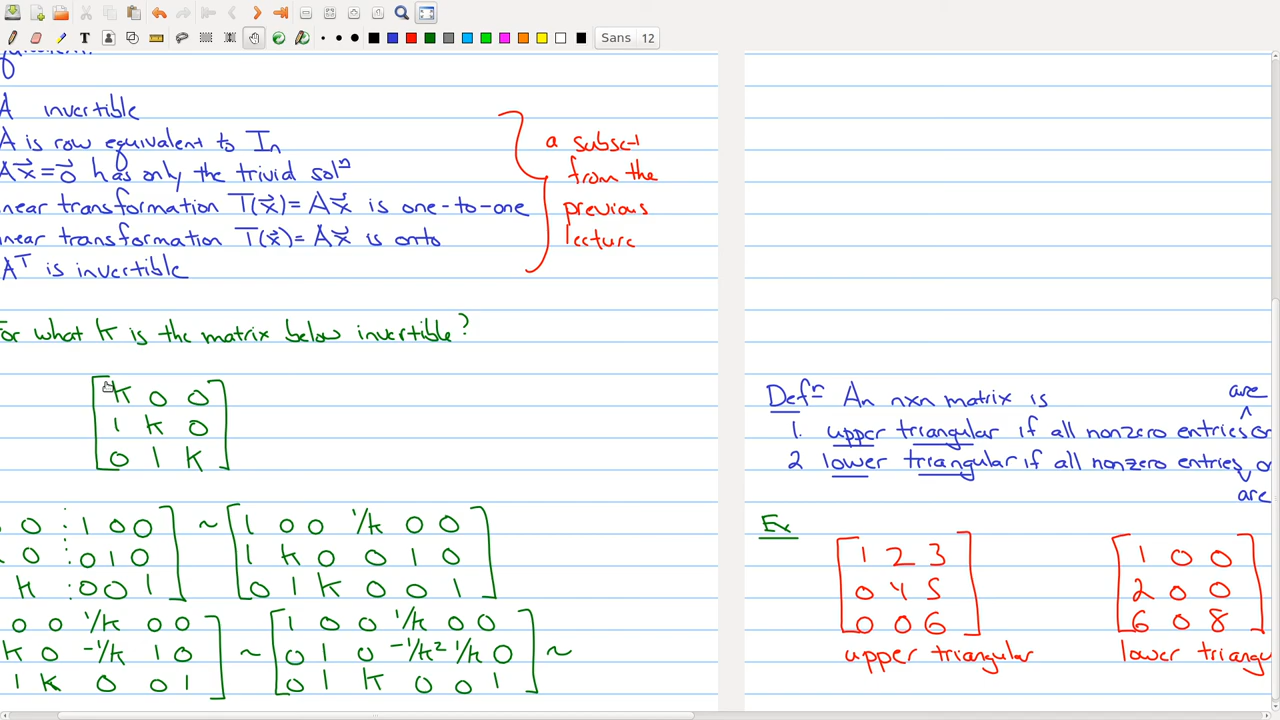 Sans 12
A invertible
A is row equivalent to In
Ax⃗=0⃗ has only the trivial solⁿ
near transformation T(x⃗)= Ax⃗ is one-to-one
near transformation T(x⃗)= Ax⃗ is onto
Aᵀ is invertible
a subset
from the
previous
lecture
For what k is the matrix below invertible?
k 0 0
1 k 0
0 1 k
0 ⋮ 1 0 0 ~ 1 0 0 1/k 0 0
0 ⋮ 0 1 0 1 k 0 0 1 0
k ⋮ 0 0 1 0 1 k 0 0 1
0 0 1/k 0 0 1 0 0 1/k 0 0
k 0 -1/k 1 0 ~ 0 1 0 -1/k² 1/k 0 ~
1 k 0 0 1 0 1 k 0 0 1
Defⁿ An nxn matrix is
1. upper triangular if all nonzero entries are
2 lower triangular if all nonzero entries are
Ex
1 2 3
0 4 5
0 0 6
upper triangular
1 0 0
2 0 0
6 0 8
lower triangu